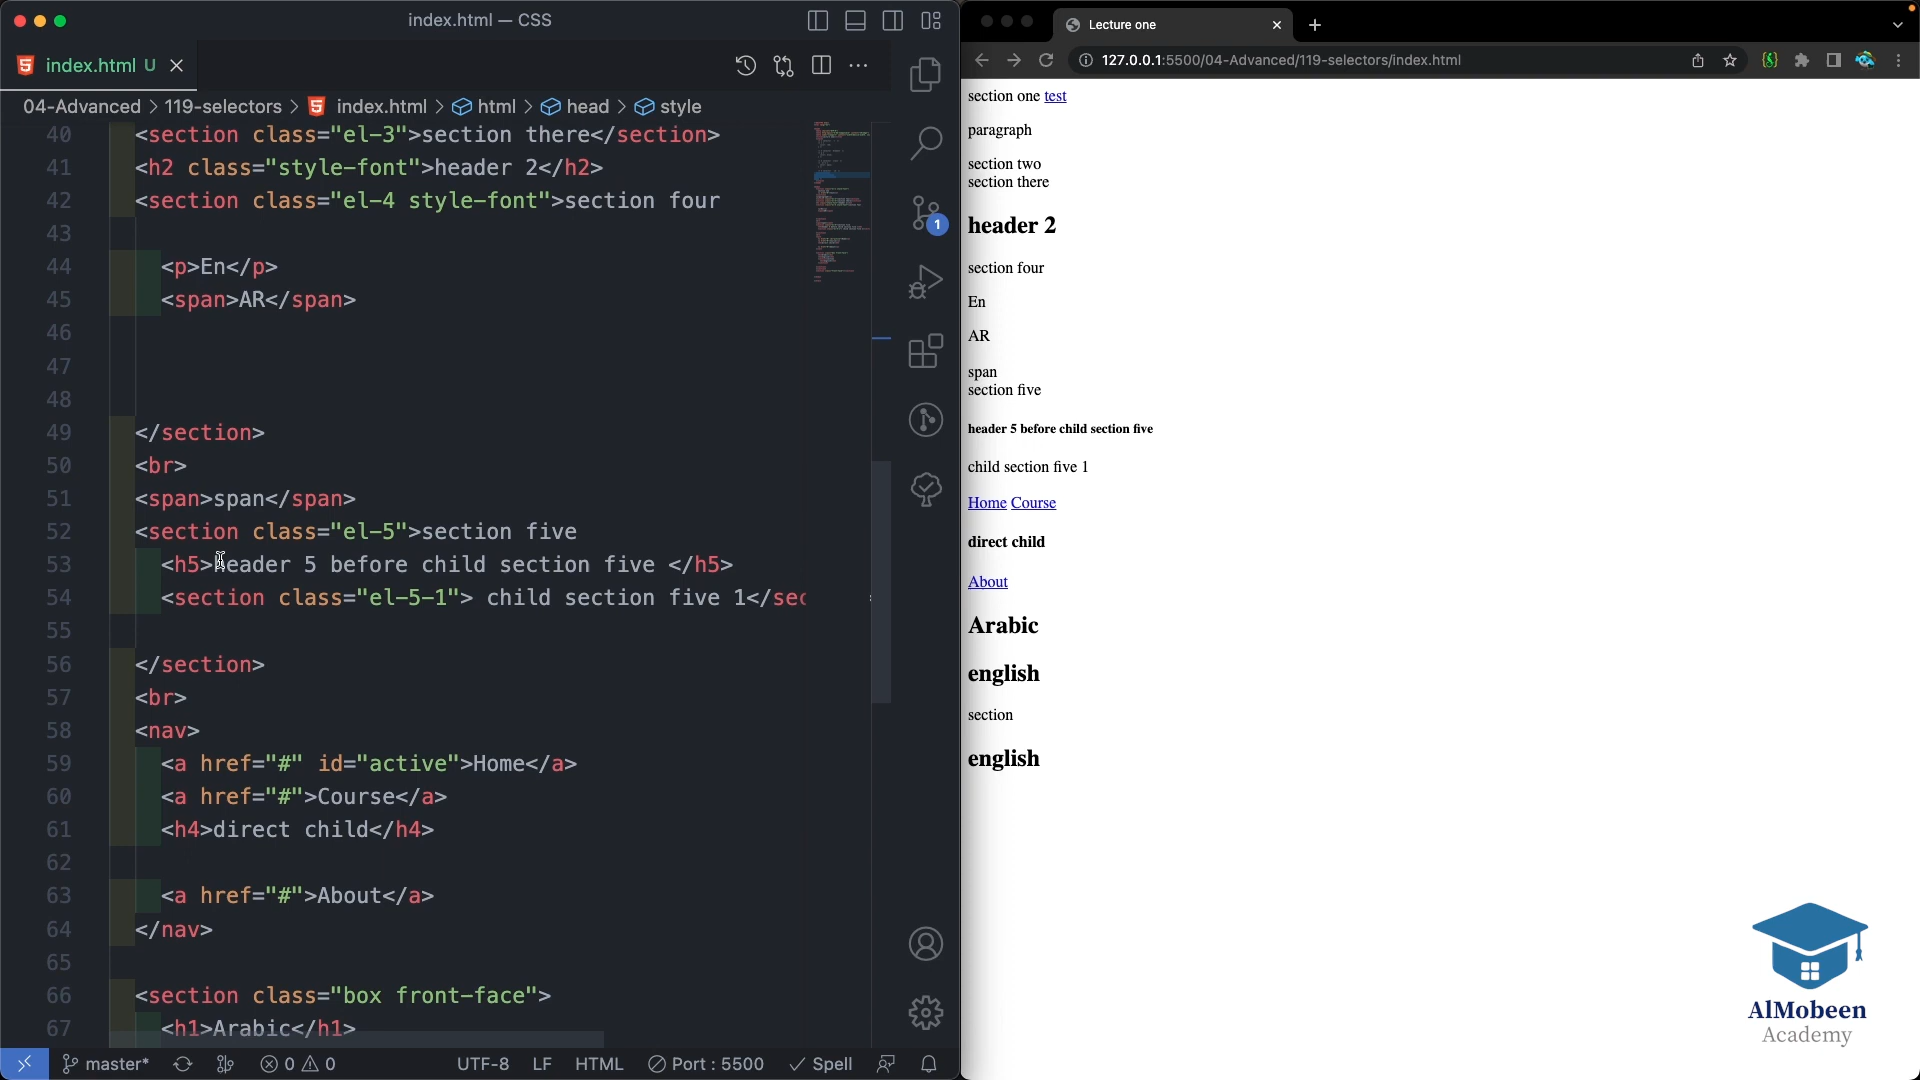 index.html — CSS
index.html U
04-Advanced > 119-selectors > index.html > html > head > style
40 <section class="el-3">section there</section>
41 <h2 class="style-font">header 2</h2>
42 <section class="el-4 style-font">section four
43
44 <p>En</p>
45 <span>AR</span>
46
47
48
49 </section>
50 <br>
51 <span>span</span>
52 <section class="el-5">section five
53 <h5>header 5 before child section five </h5>
54 <section class="el-5-1"> child section five 1</sec
55
56 </section>
57 <br>
58 <nav>
59 <a href="#" id="active">Home</a>
60 <a href="#">Course</a>
61 <h4>direct child</h4>
62
63 <a href="#">About</a>
64 </nav>
65
66 <section class="box front-face">
67 <h1>Arabic</h1>
1
master* 0 0 UTF-8 LF HTML Port : 5500 Spell
Lecture one
127.0.0.1:5500/04-Advanced/119-selectors/index.html
section one test
paragraph
section two
section there
header 2
section four
En
AR
span
section five
header 5 before child section five
child section five 1
Home Course
direct child
About
Arabic
english
section
english
AlMobeen
Academy